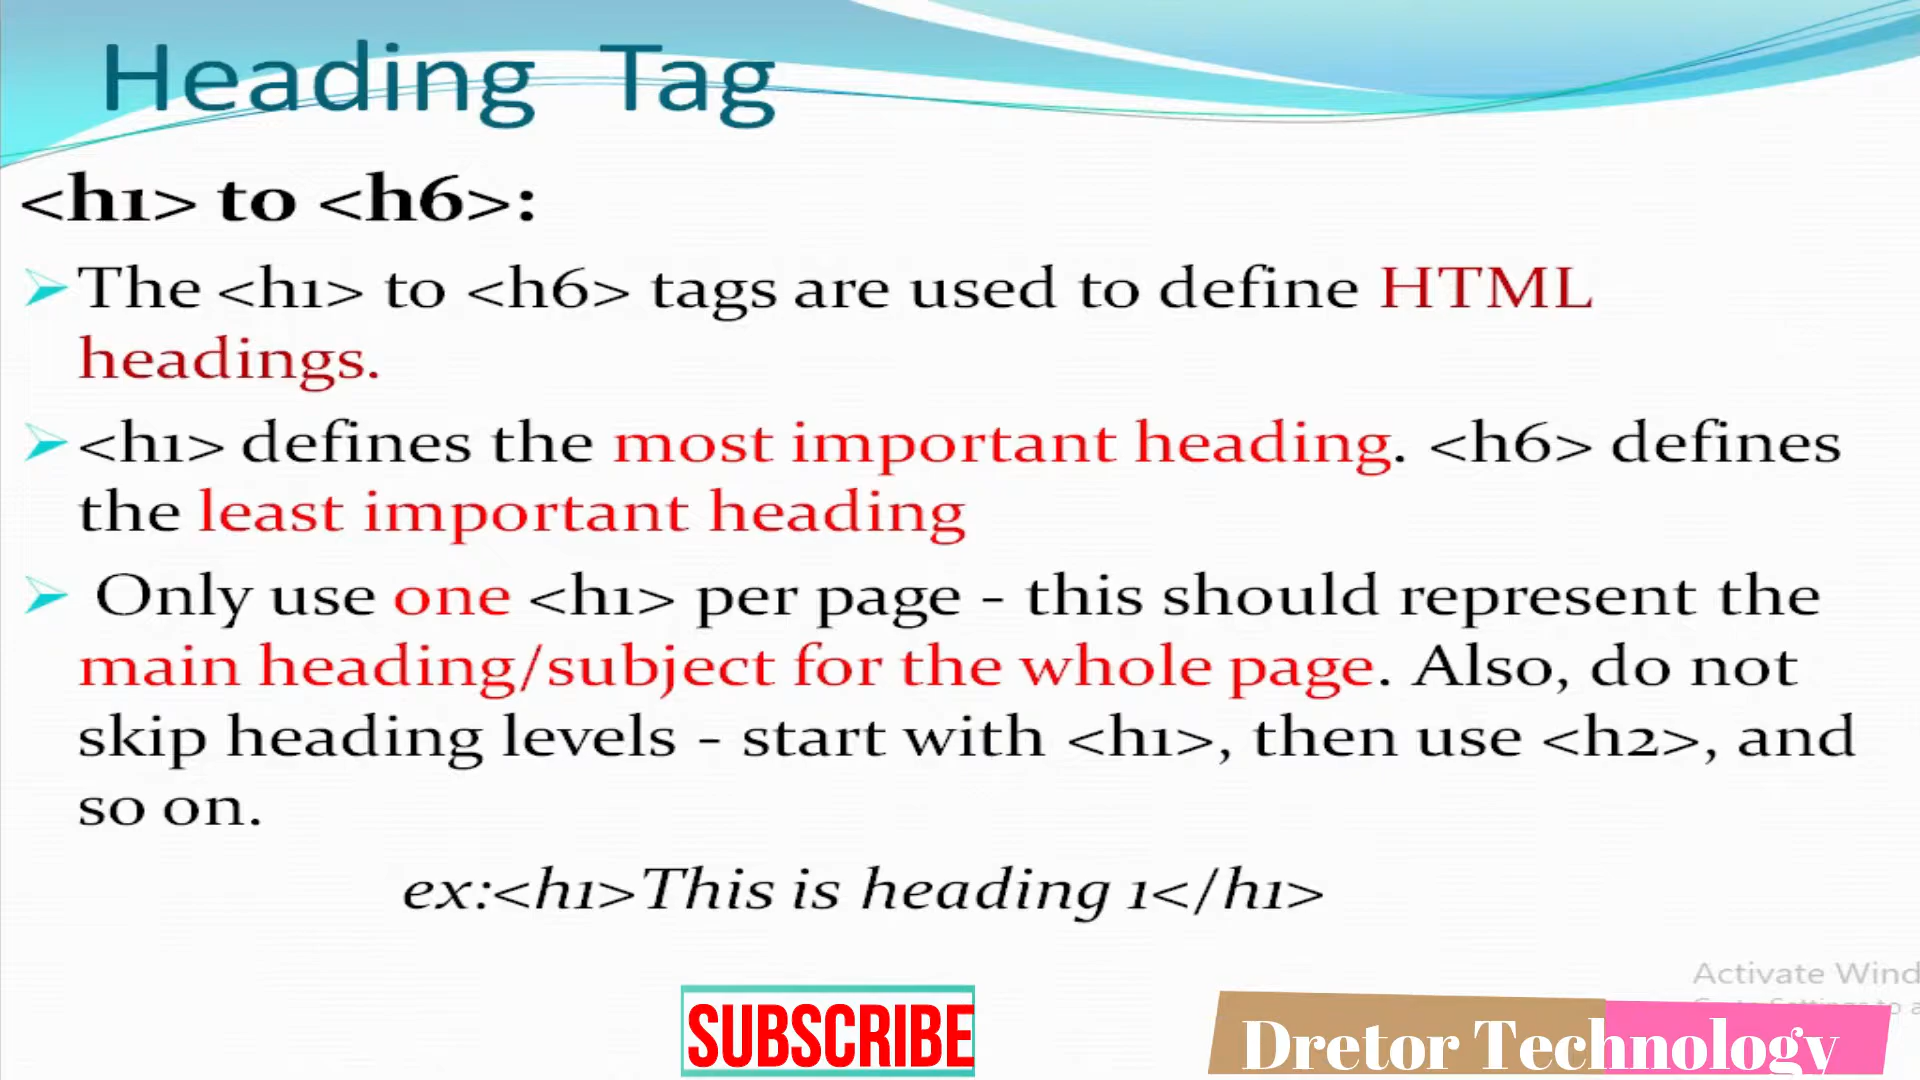 Heading Tag
<h1> to <h6>:
The <h1> to <h6> tags are used to define HTML
headings.
<h1> defines the most important heading. <h6> defines
the least important heading
Only use one <h1> per page - this should represent the
main heading/subject for the whole page. Also, do not
skip heading levels - start with <h1>, then use <h2>, and
so on.
ex:<h1>This is heading 1</h1>
Activate Wind
SUBSCRIBE
Dretor Technology